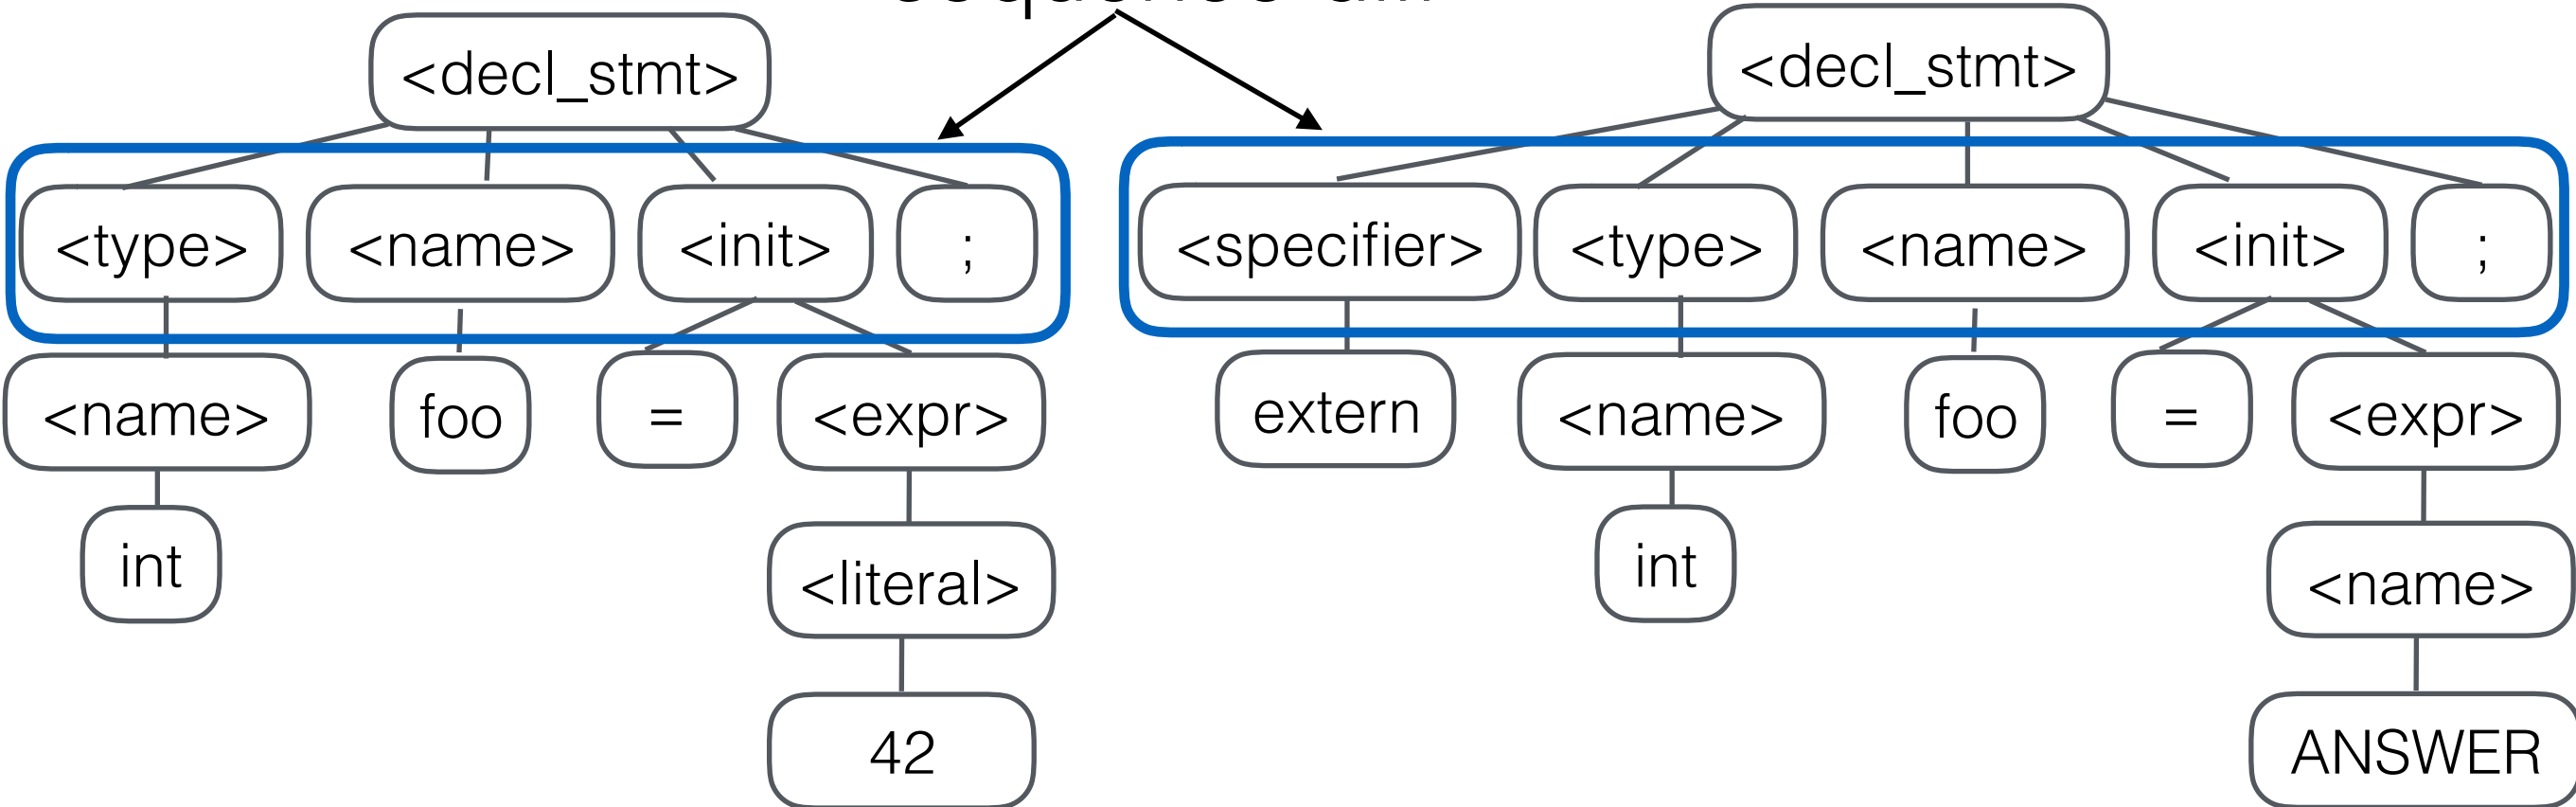 <decl_stmt> <decl_stmt>
<type> <name> <init> ; <specifier> <type> <name> <init> ;
<name> foo = <expr> extern <name> foo = <expr>
int <literal> int <name>
42 ANSWER